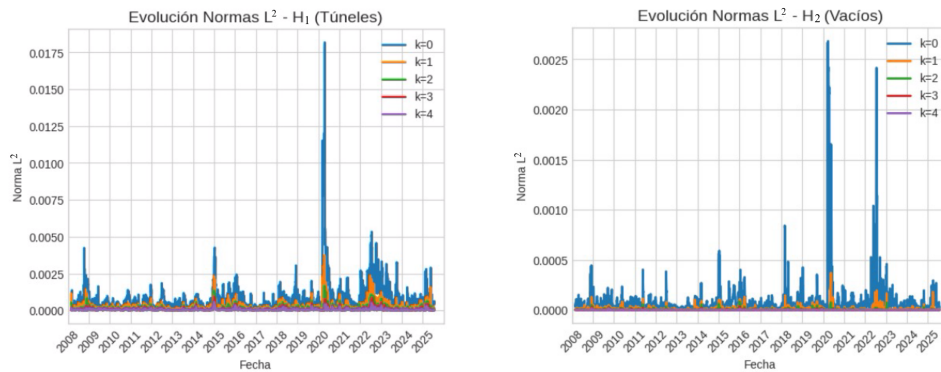 Evolución Normas L² - H₁ (Túneles)
Norma L²
0.0175
0.0150
0.0125
0.0100
0.0075
0.0050
0.0025
0.0000
k=0
k=1
k=2
k=3
k=4
2008 2009 2010 2011 2012 2013 2014 2015 2016 2017 2018 2019 2020 2021 2022 2023 2024 2025
Fecha
Evolución Normas L² - H₂ (Vacíos)
Norma L²
0.0025
0.0020
0.0015
0.0010
0.0005
0.0000
k=0
k=1
k=2
k=3
k=4
2008 2009 2010 2011 2012 2013 2014 2015 2016 2017 2018 2019 2020 2021 2022 2023 2024 2025
Fecha